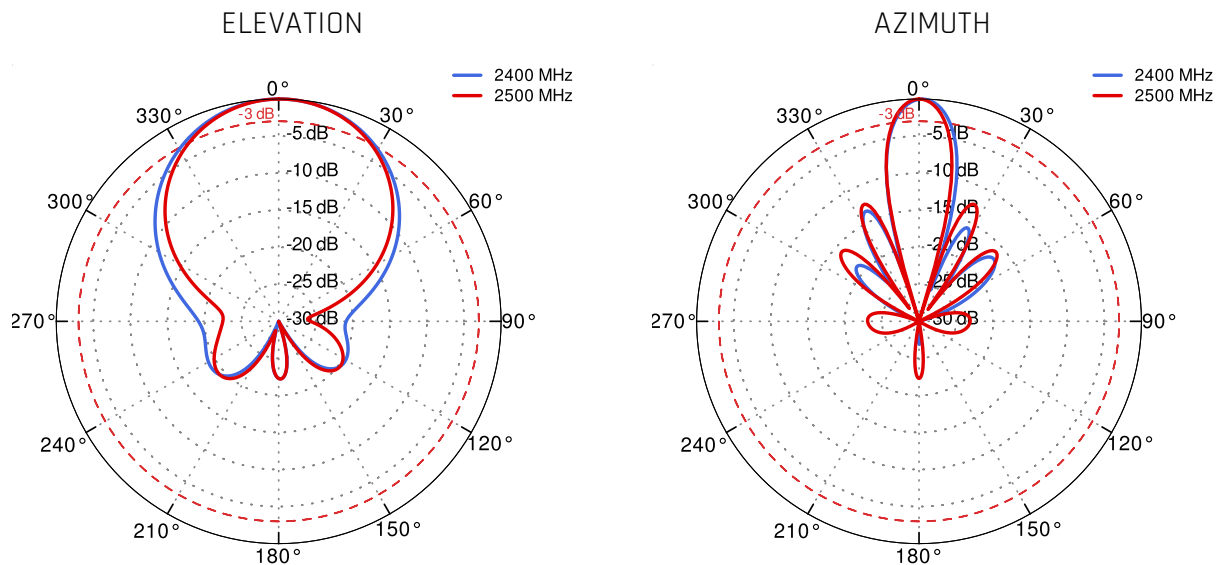 ELEVATION
2400 MHz
2500 MHz
0°
-3 dB
330°
30°
-5 dB
-10 dB
300°
60°
-15 dB
-20 dB
-25 dB
270°
-30 dB
90°
240°
120°
210°
150°
180°
AZIMUTH
2400 MHz
2500 MHz
0°
-3 dB
330°
30°
-5 dB
-10 dB
300°
60°
-15 dB
-20 dB
-25 dB
270°
-30 dB
90°
240°
120°
210°
150°
180°